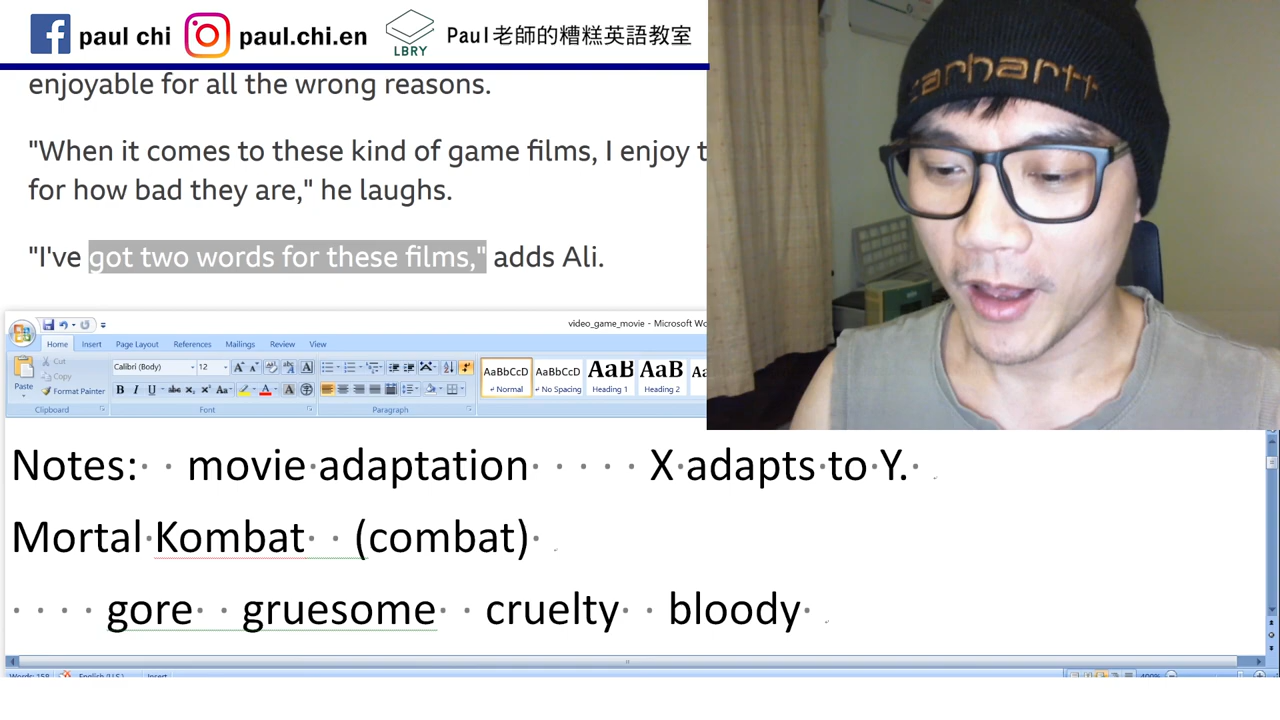 paul chi paul.chi.en LBRY Paul老師的糟糕英語教室
enjoyable for all the wrong reasons.
"When it comes to these kind of game films, I enjoy
for how bad they are," he laughs.
"I've got two words for these films," adds Ali.
carhartt
video_game_movie - Microsoft
Home Insert Page Layout References Mailings Review View
Paste Cut Copy Format Painter
Calibri (Body) 12
AaBbCcD AaBbCcD AaB AaB
Normal No Spacing Heading 1 Heading 2
Clipboard Font Paragraph
Notes: movie adaptation X adapts to Y.
Mortal Kombat (combat)
gore gruesome cruelty bloody
Words: 158 English (U.S.) Insert 400%